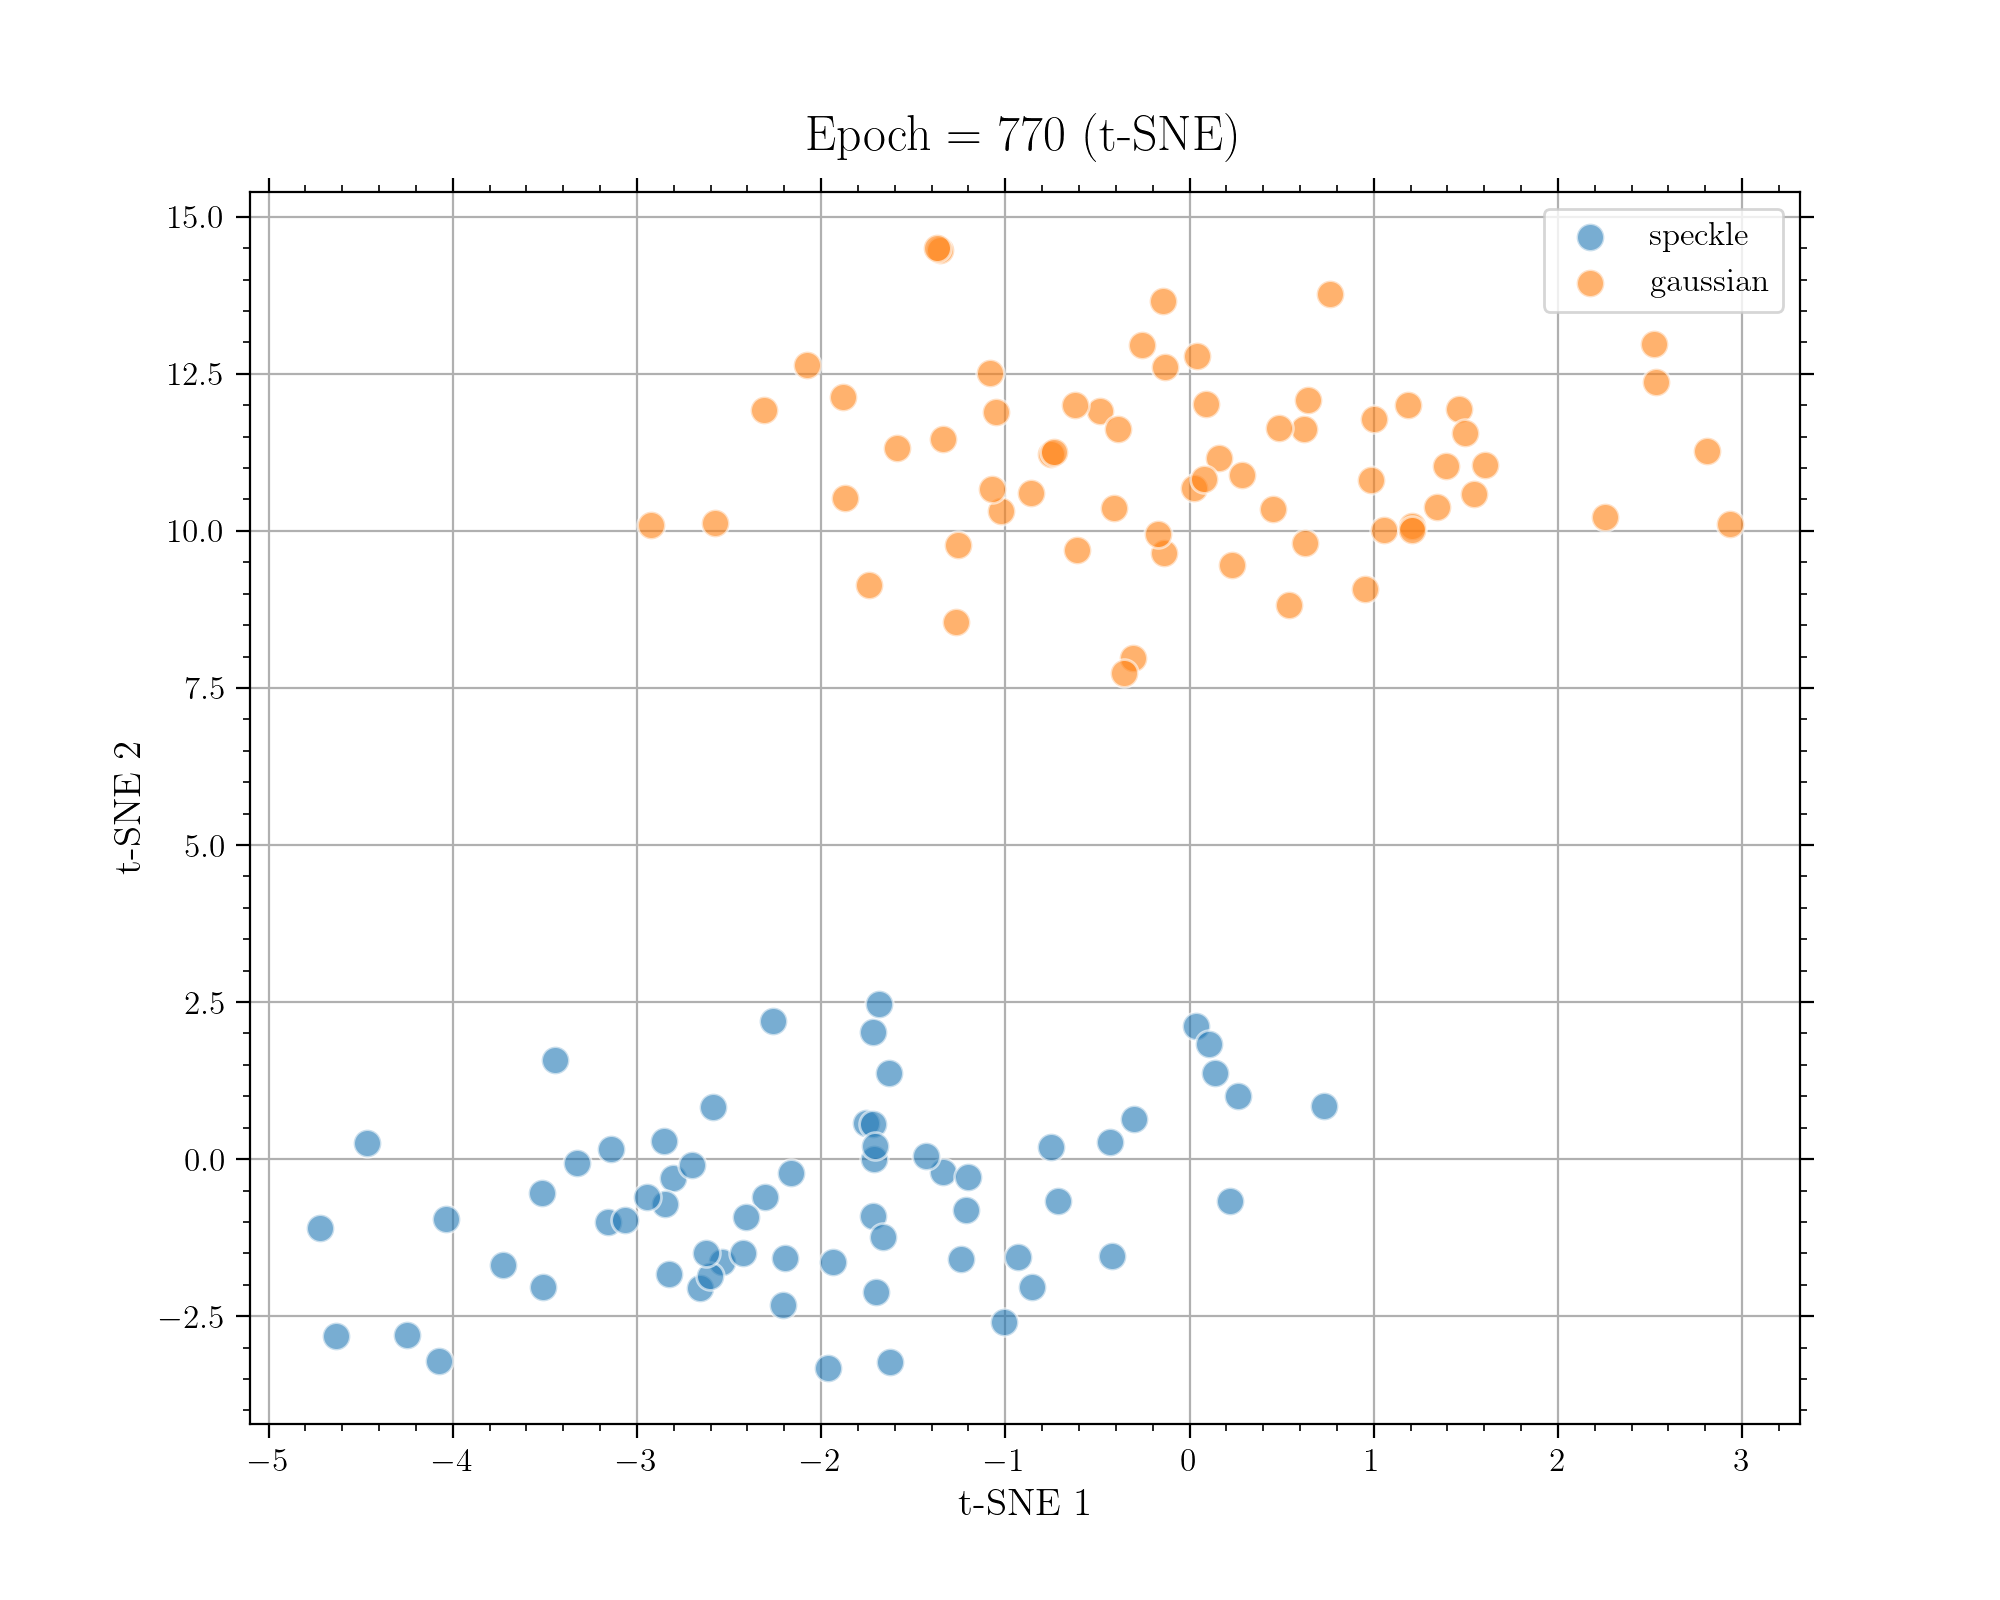 Epoch = 770 (t-SNE)
speckle
gaussian
15.0
12.5
10.0
7.5
5.0
2.5
0.0
−2.5
t-SNE 2
−5 −4 −3 −2 −1 0 1 2 3
t-SNE 1